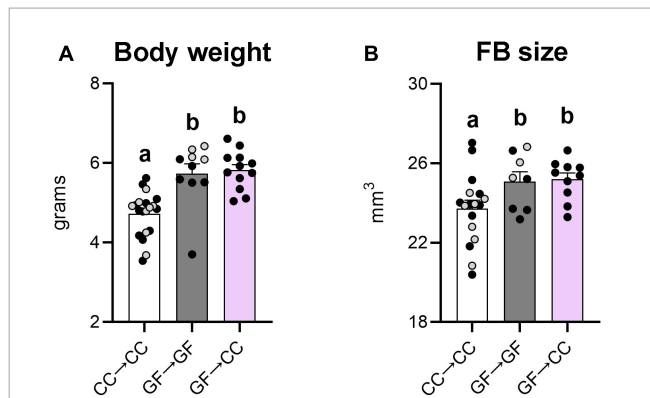 A Body weight
grams
8
6
4
2
a
b
b
CC→CC
GF→GF
GF→CC
B FB size
mm³
30
26
22
18
a
b
b
CC→CC
GF→GF
GF→CC